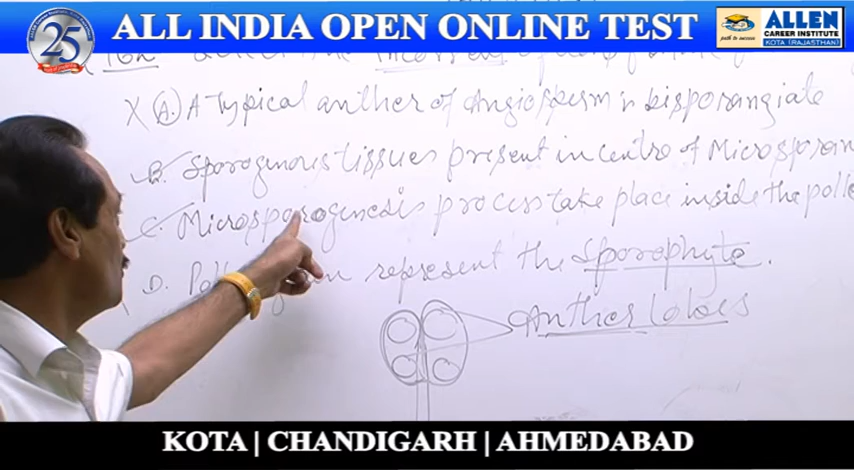 25
ALL INDIA OPEN ONLINE TEST
ALLEN
CAREER INSTITUTE
KOTA (RAJASTHAN)
path to success
X A. A Typical anther of Angiosperm is bisporangiate
B. Sporogenous tissues present in centre of Microsporan
C. Microsporogenesis process take place inside the polle
D. represent the Sporophyte.
Anther lobes
KOTA | CHANDIGARH | AHMEDABAD